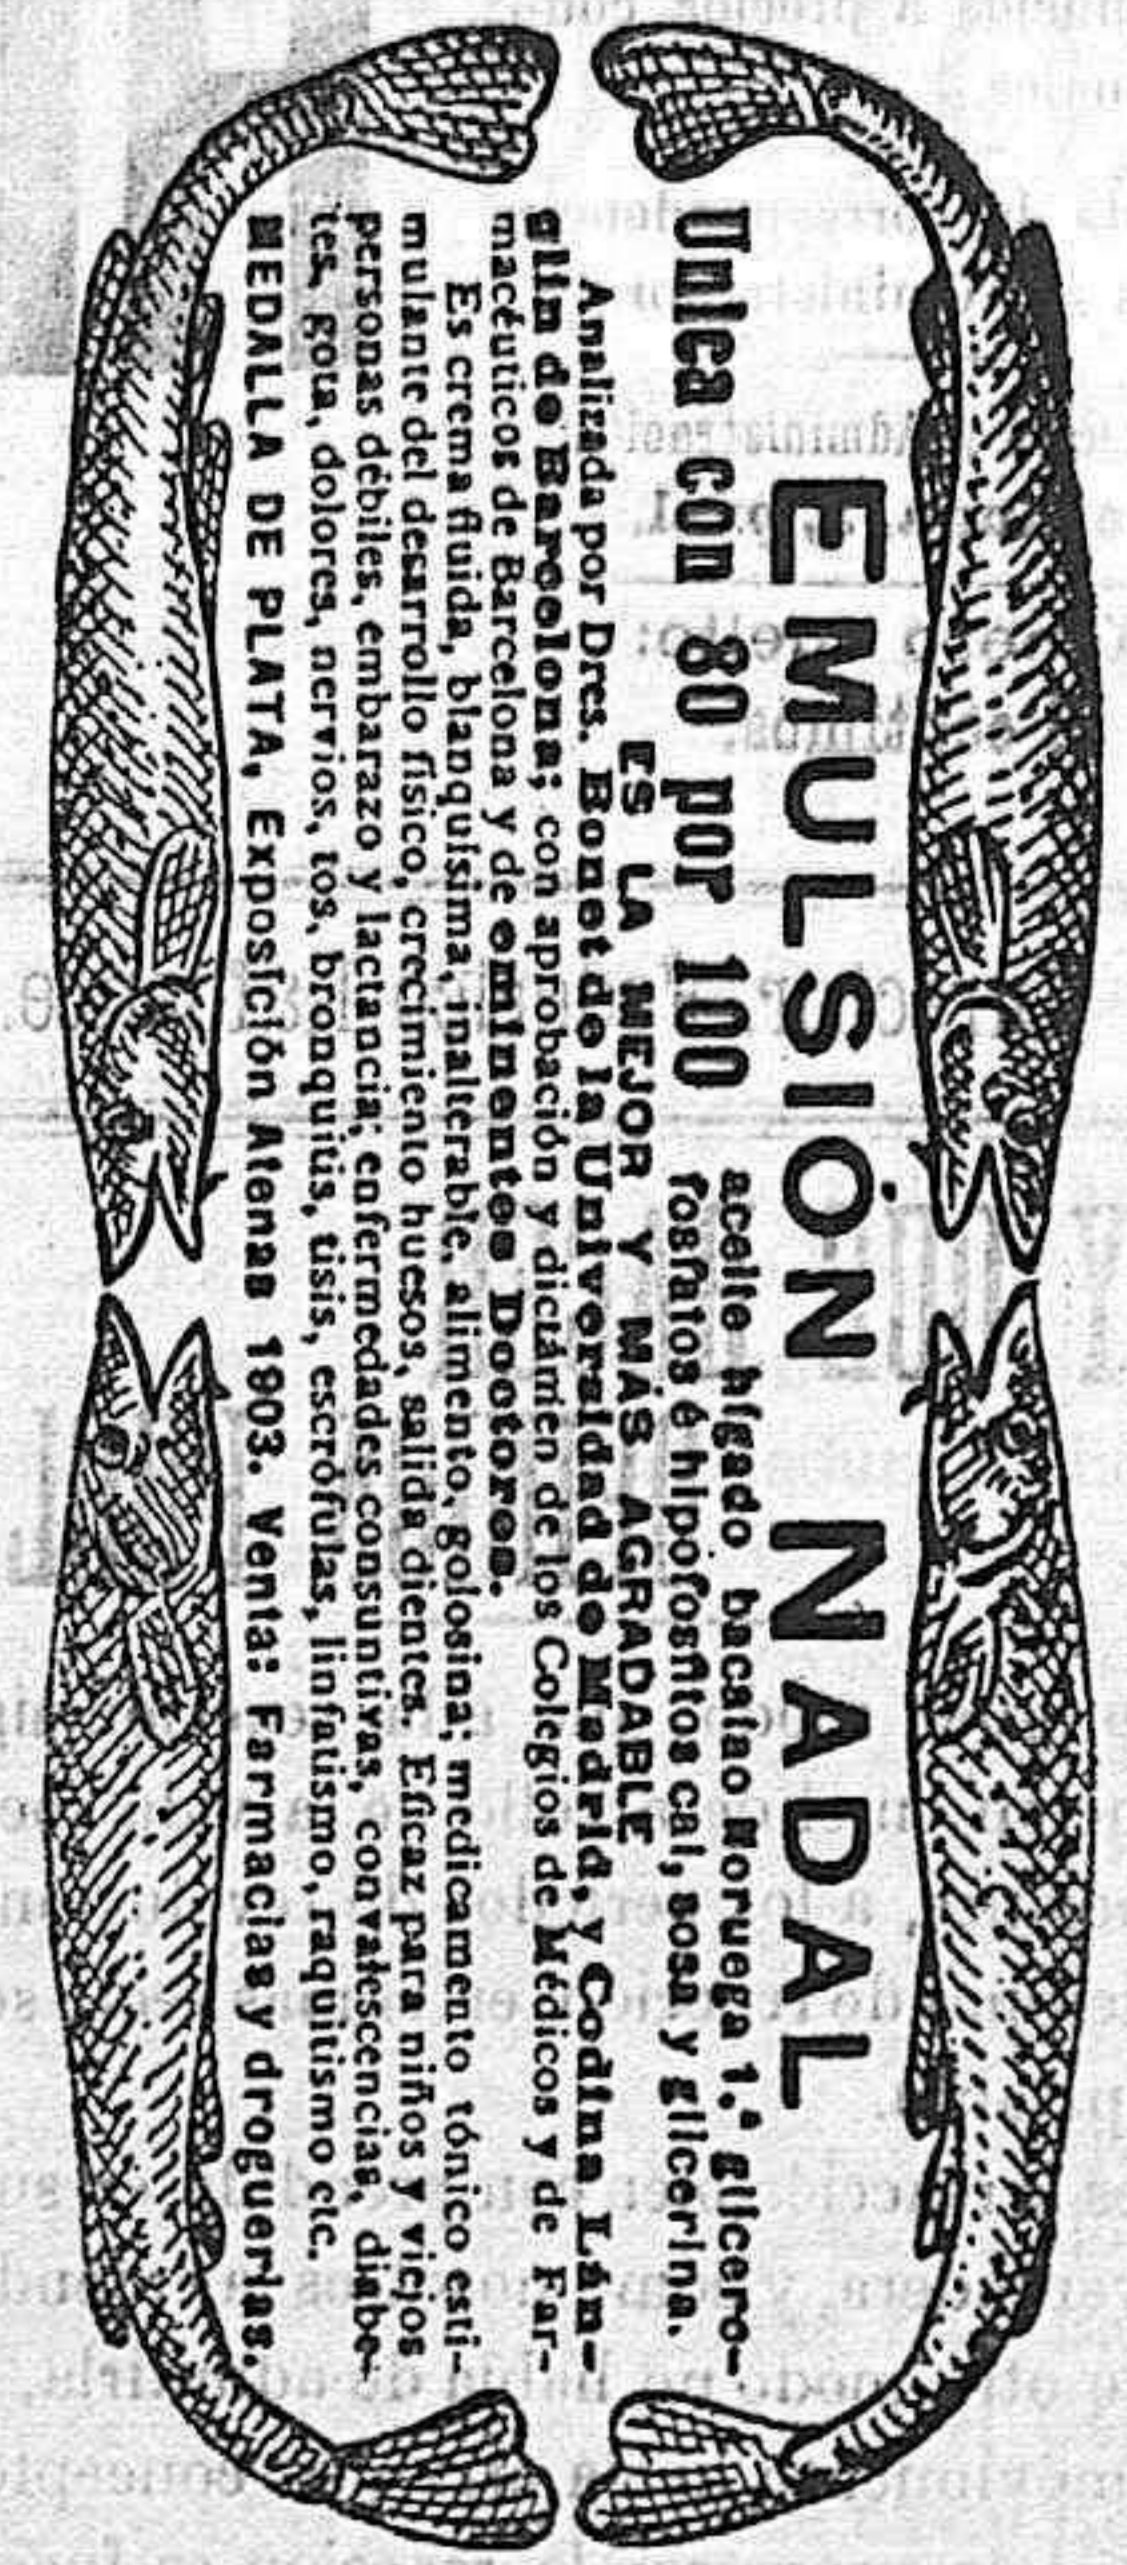 EMULSIÓN NADAL
Unica con 80 por 100 aceite hígado bacalao Noruega 1.ª glicero-
fosfatos é hipofosfitos cal, sosa y glicerina.
ES LA MEJOR Y MÁS AGRADABLE
Analizada por Dres. Bonet de la Universidad de Madrid, y Codina Län-
glin de Barcelona; con aprobación y dictámen de los Colegios de Médicos y de Far-
macéuticos de Barcelona y de eminentes Doctores.
Es crema fluida, blanquísima, inalterable, alimento, golosina; medicamento tónico esti-
mulante del desarrollo físico, crecimiento huesos, salida dientes. Eficaz para niños y viejos
personas débiles, embarazo y lactancia; enfermedades consuntivas, convalescencias, diabe-
tes, gota, dolores, nervios, tos, bronquitis, tisis, escrófulas, linfatismo, raquitismo etc.
MEDALLA DE PLATA, Exposición Atenas 1903. Venta: Farmacias y droguerías.